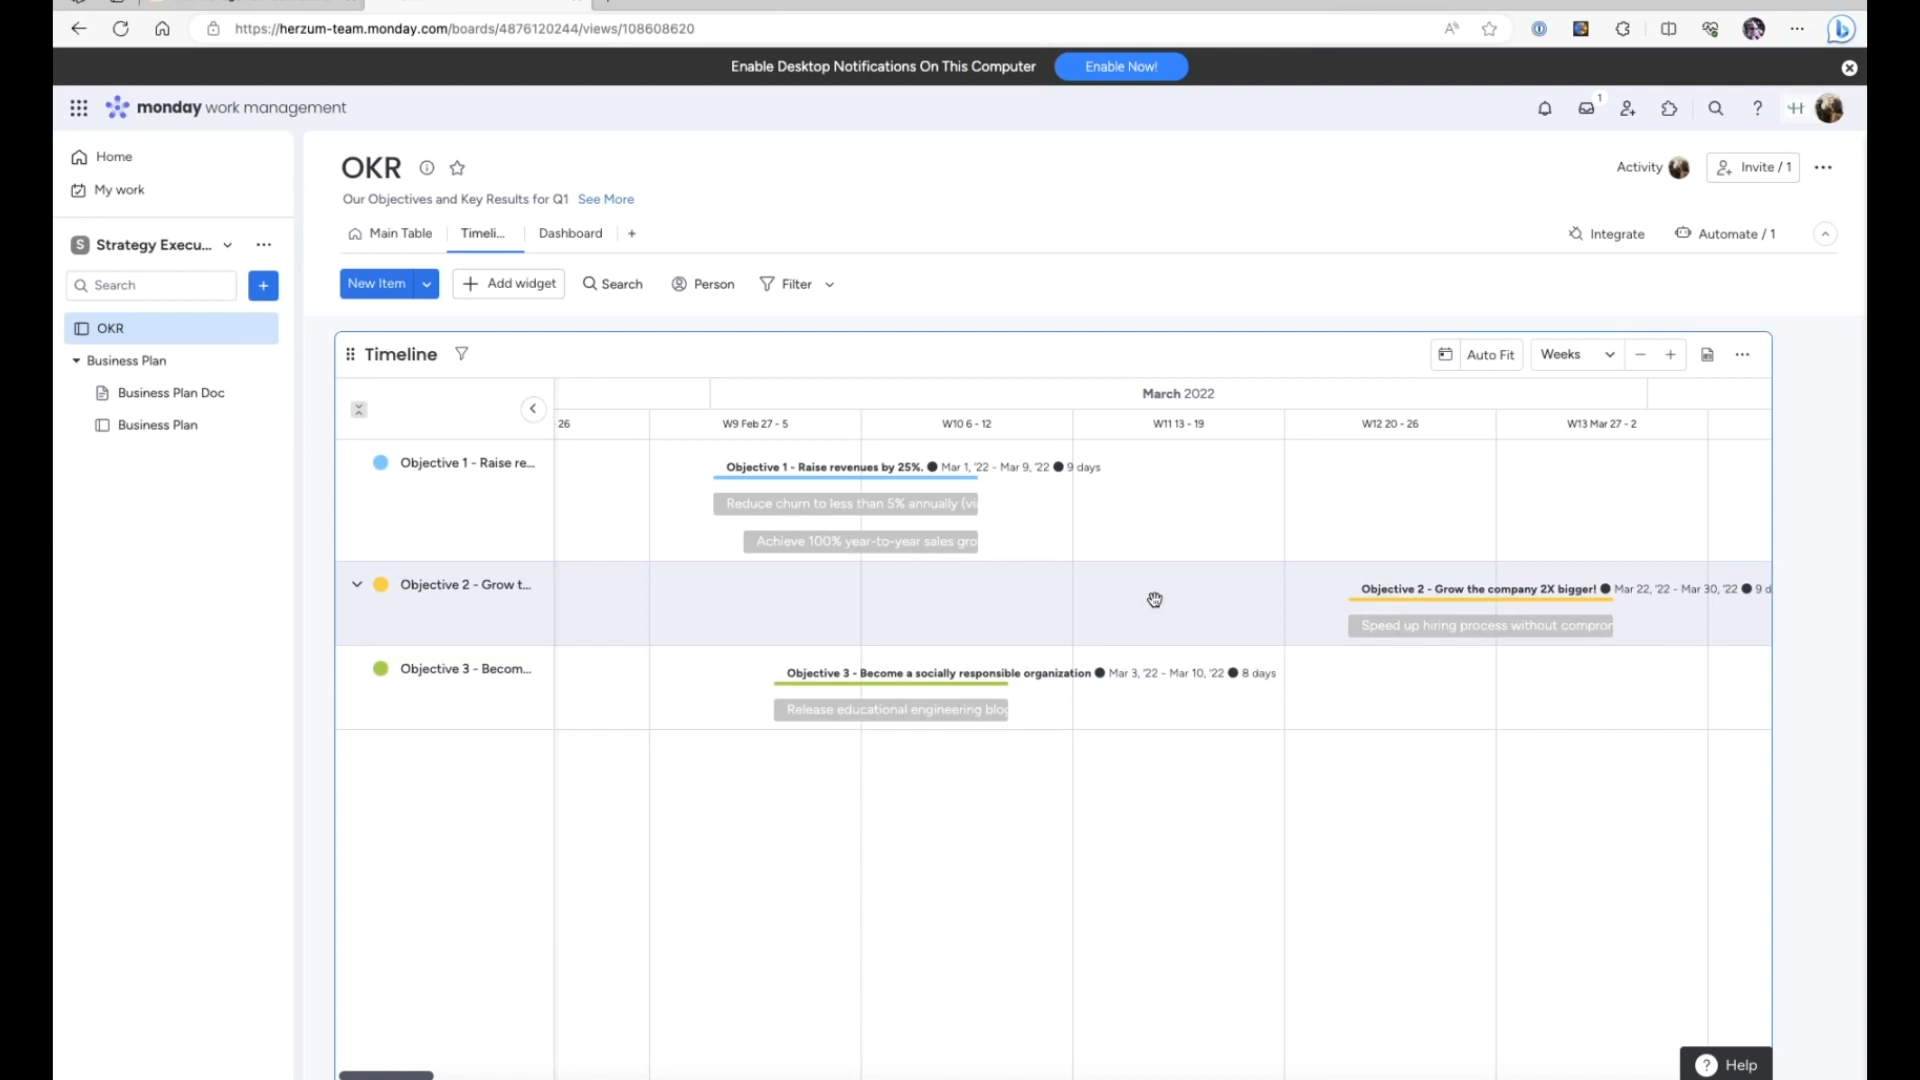 https://herzum-team.monday.com/boards/4876120244/views/108608620
Enable Desktop Notifications On This Computer
Enable Now!
monday work management
1
Home
My work
S Strategy Execu...
Search
OKR
Business Plan
Business Plan Doc
Business Plan
OKR
Activity
Invite / 1
Our Objectives and Key Results for Q1 See More
Main Table
Timeli...
Dashboard
+
Integrate
Automate / 1
New Item
Add widget
Search
Person
Filter
Timeline
Auto Fit
Weeks
March 2022
26
W9 Feb 27 - 5
W10 6 - 12
W11 13 - 19
W12 20 - 26
W13 Mar 27 - 2
Objective 1 - Raise re...
Objective 1 - Raise revenues by 25%. ● Mar 1, '22 - Mar 9, '22 ● 9 days
Reduce churn to less than 5% annually (vi
Achieve 100% year-to-year sales gro
Objective 2 - Grow t...
Objective 2 - Grow the company 2X bigger! ● Mar 22, '22 - Mar 30, '22 ● 9 d
Speed up hiring process without compron
Objective 3 - Becom...
Objective 3 - Become a socially responsible organization ● Mar 3, '22 - Mar 10, '22 ● 8 days
Release educational engineering blog
? Help